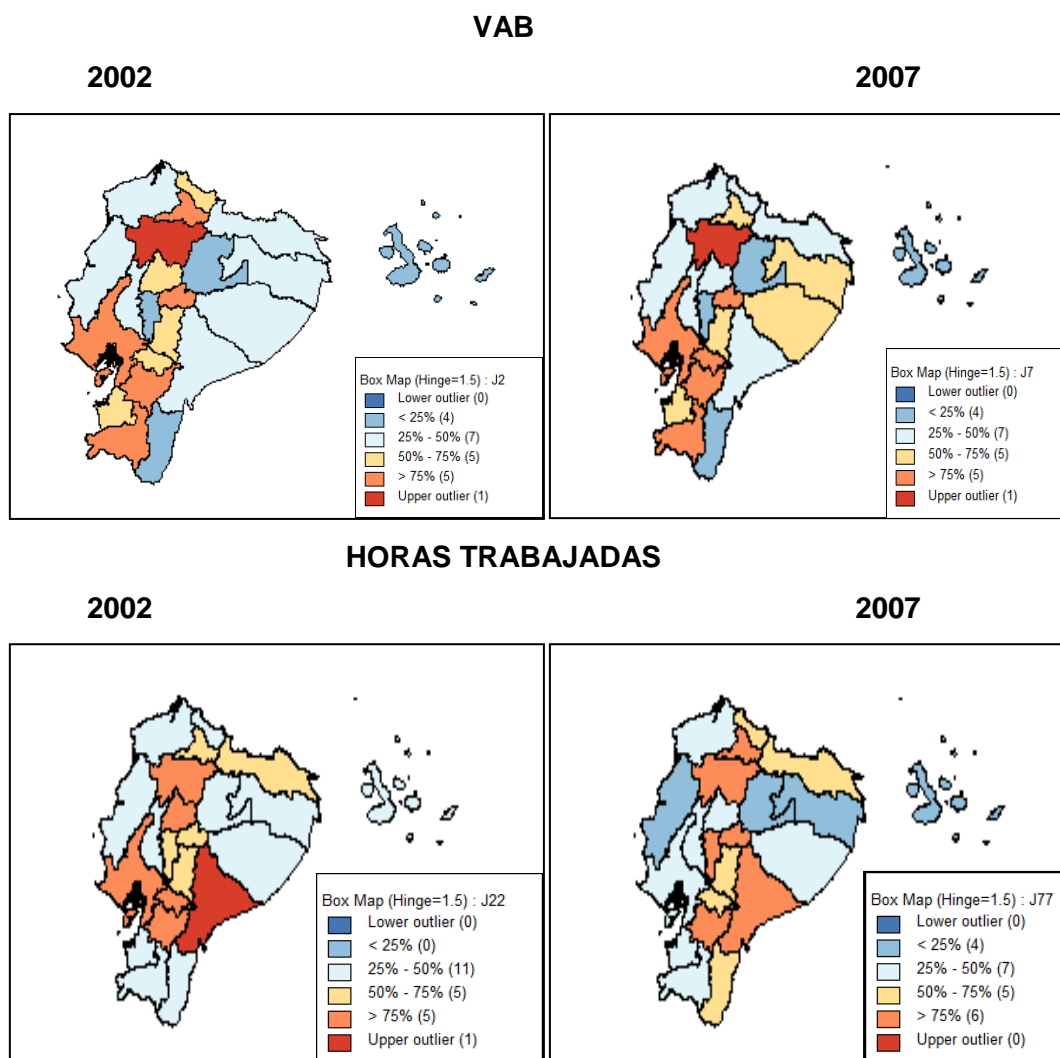 VAB
2002
2007
Box Map (Hinge=1.5) : J2
Lower outlier (0)
< 25% (4)
25% - 50% (7)
50% - 75% (5)
> 75% (5)
Upper outlier (1)
Box Map (Hinge=1.5) : J7
Lower outlier (0)
< 25% (4)
25% - 50% (7)
50% - 75% (5)
> 75% (5)
Upper outlier (1)
HORAS TRABAJADAS
2002
2007
Box Map (Hinge=1.5) : J22
Lower outlier (0)
< 25% (0)
25% - 50% (11)
50% - 75% (5)
> 75% (5)
Upper outlier (1)
Box Map (Hinge=1.5) : J77
Lower outlier (0)
< 25% (4)
25% - 50% (7)
50% - 75% (5)
> 75% (6)
Upper outlier (0)